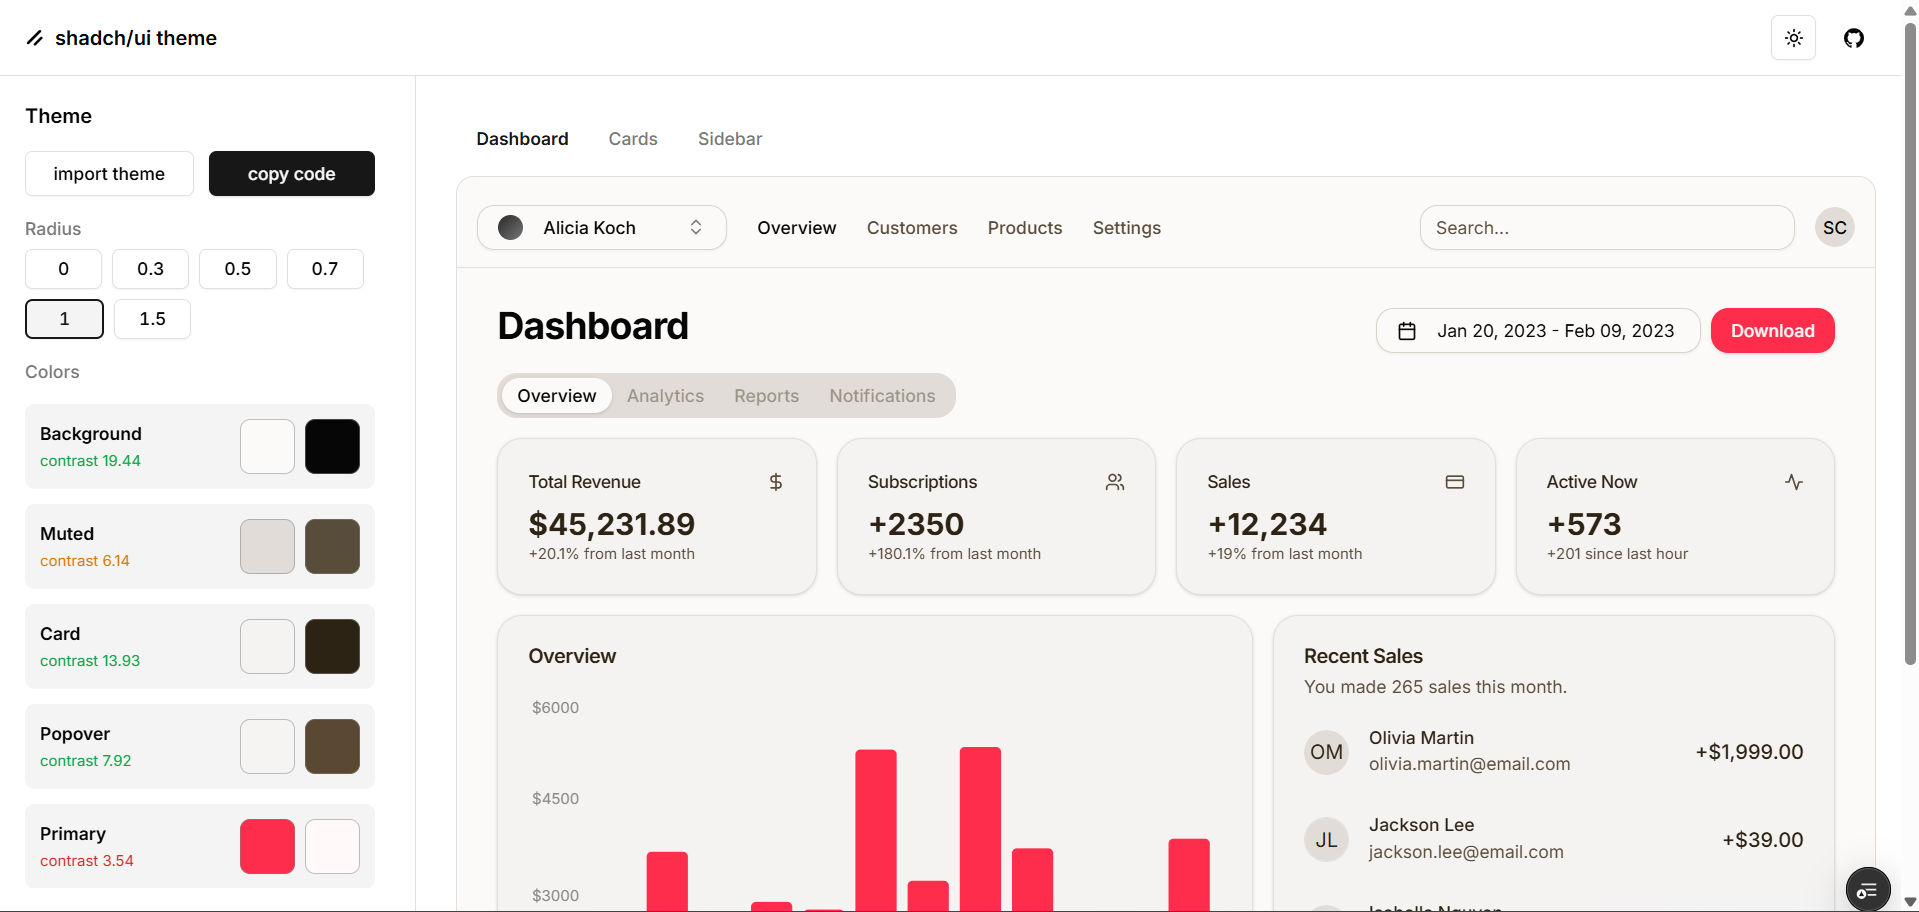 shadch/ui theme
Theme
import theme
copy code
Radius
0
0.3
0.5
0.7
1
1.5
Colors
Background
contrast 19.44
Muted
contrast 6.14
Card
contrast 13.93
Popover
contrast 7.92
Primary
contrast 3.54
Dashboard
Cards
Sidebar
Alicia Koch
Overview
Customers
Products
Settings
Search...
SC
Dashboard
Jan 20, 2023 - Feb 09, 2023
Download
Overview
Analytics
Reports
Notifications
Total Revenue
$45,231.89
+20.1% from last month
Subscriptions
+2350
+180.1% from last month
Sales
+12,234
+19% from last month
Active Now
+573
+201 since last hour
Overview
$6000
$4500
$3000
Recent Sales
You made 265 sales this month.
OM
Olivia Martin
olivia.martin@email.com
+$1,999.00
JL
Jackson Lee
jackson.lee@email.com
+$39.00